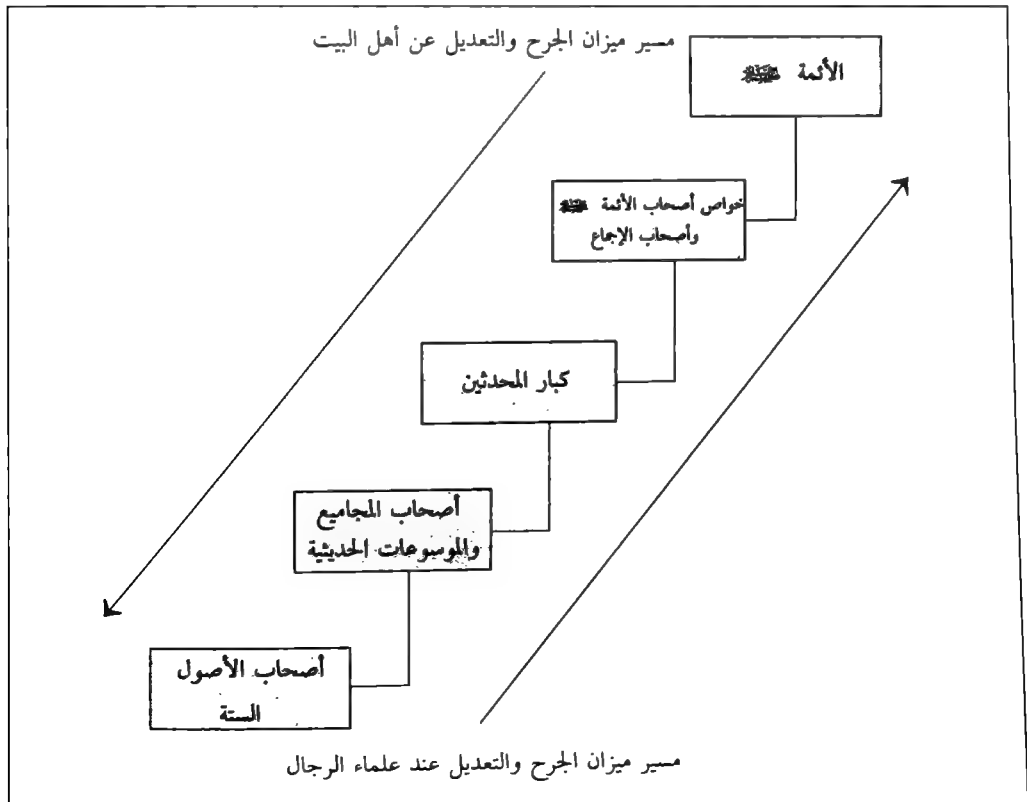 مسير ميزان الجرح والتعديل عن أهل البيت
الأئمة
خواص أصحاب الأئمة
وأصحاب الإجماع
كبار المحدثين
أصحاب المجاميع
والموسوعات الحديثية
أصحاب الأصول
الستة
مسير ميزان الجرح والتعديل عند علماء الرجال